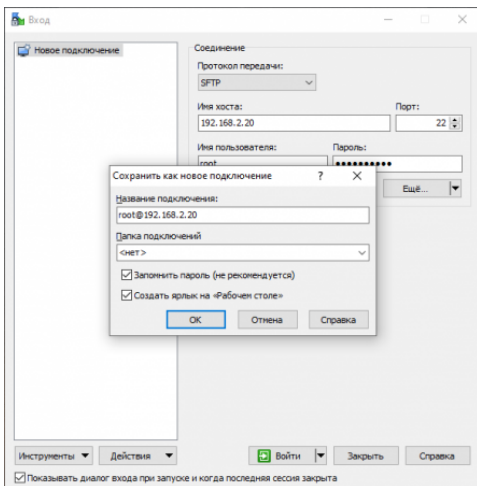 Вход
Новое подключение
Соединение
Протокол передачи:
SFTP
Имя хоста:
Порт:
192.168.2.20
22
Имя пользователя:
Пароль:
root
••••••••••
Сохранить как новое подключение ? ×
Название подключения:
root@192.168.2.20
Папка подключений
<нет>
Запомнить пароль (не рекомендуется)
Создать ярлык на «Рабочем столе»
OK Отмена Справка
Ещё...
Инструменты Действия Войти Закрыть Справка
Показывать диалог входа при запуске и когда последняя сессия закрыта